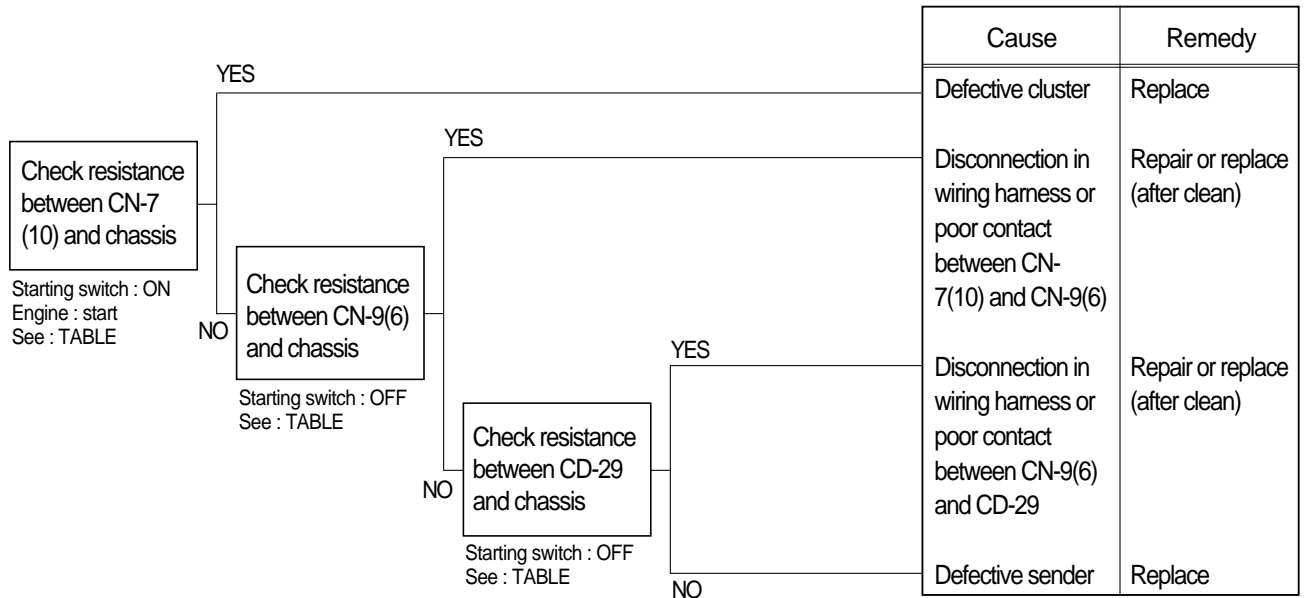 Cause
Remedy
YES
Defective cluster
Replace
YES
Check resistance
between CN-7
(10) and chassis
Disconnection in
wiring harness or
poor contact
between CN-
7(10) and CN-9(6)
Repair or replace
(after clean)
Starting switch : ON
Engine : start
See : TABLE
NO
Check resistance
between CN-9(6)
and chassis
Starting switch : OFF
See : TABLE
YES
Disconnection in
wiring harness or
poor contact
between CN-9(6)
and CD-29
Repair or replace
(after clean)
NO
Check resistance
between CD-29
and chassis
Starting switch : OFF
See : TABLE
NO
Defective sender
Replace